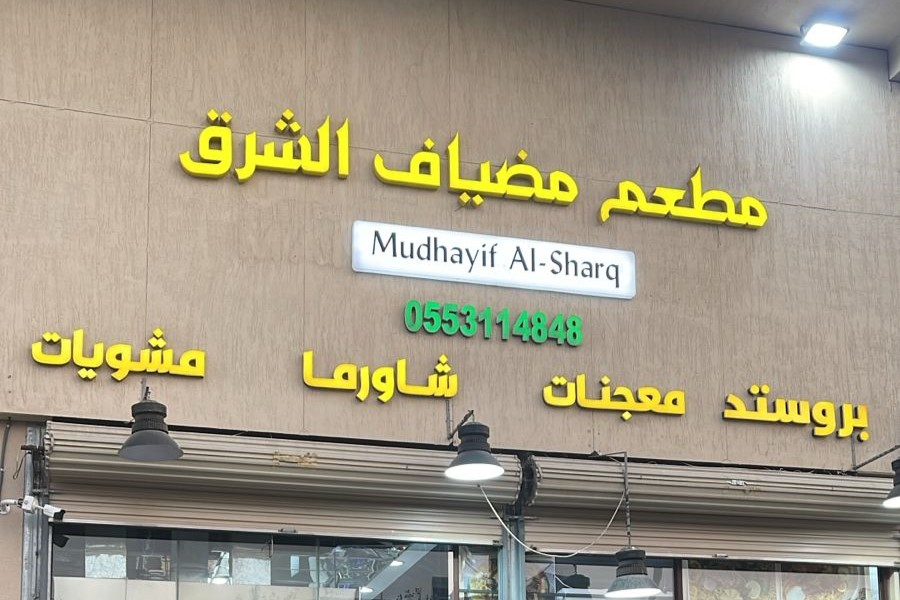 مطعم مضياف الشرق
Mudhayif Al-Sharq
0553114848
بروستد معجنات شاورما مشويات